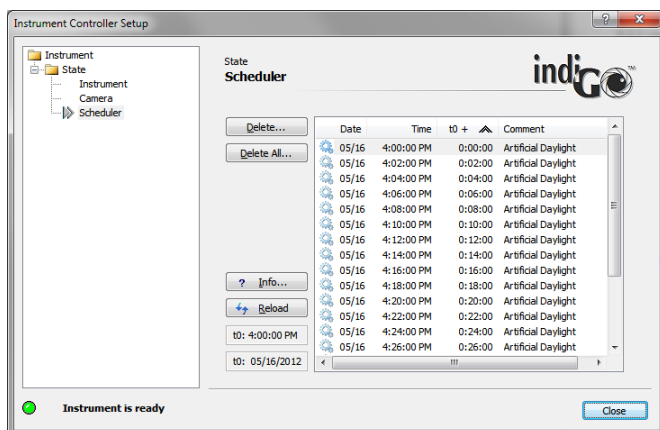 Instrument Controller Setup
Instrument
State
Instrument
Camera
Scheduler
State
Scheduler
indiGO™
Delete...
Delete All...
? Info...
Reload
t0: 4:00:00 PM
t0: 05/16/2012
Date Time t0 + Comment
05/16 4:00:00 PM 0:00:00 Artificial Daylight
05/16 4:02:00 PM 0:02:00 Artificial Daylight
05/16 4:04:00 PM 0:04:00 Artificial Daylight
05/16 4:06:00 PM 0:06:00 Artificial Daylight
05/16 4:08:00 PM 0:08:00 Artificial Daylight
05/16 4:10:00 PM 0:10:00 Artificial Daylight
05/16 4:12:00 PM 0:12:00 Artificial Daylight
05/16 4:14:00 PM 0:14:00 Artificial Daylight
05/16 4:16:00 PM 0:16:00 Artificial Daylight
05/16 4:18:00 PM 0:18:00 Artificial Daylight
05/16 4:20:00 PM 0:20:00 Artificial Daylight
05/16 4:22:00 PM 0:22:00 Artificial Daylight
05/16 4:24:00 PM 0:24:00 Artificial Daylight
05/16 4:26:00 PM 0:26:00 Artificial Daylight
Instrument is ready
Close